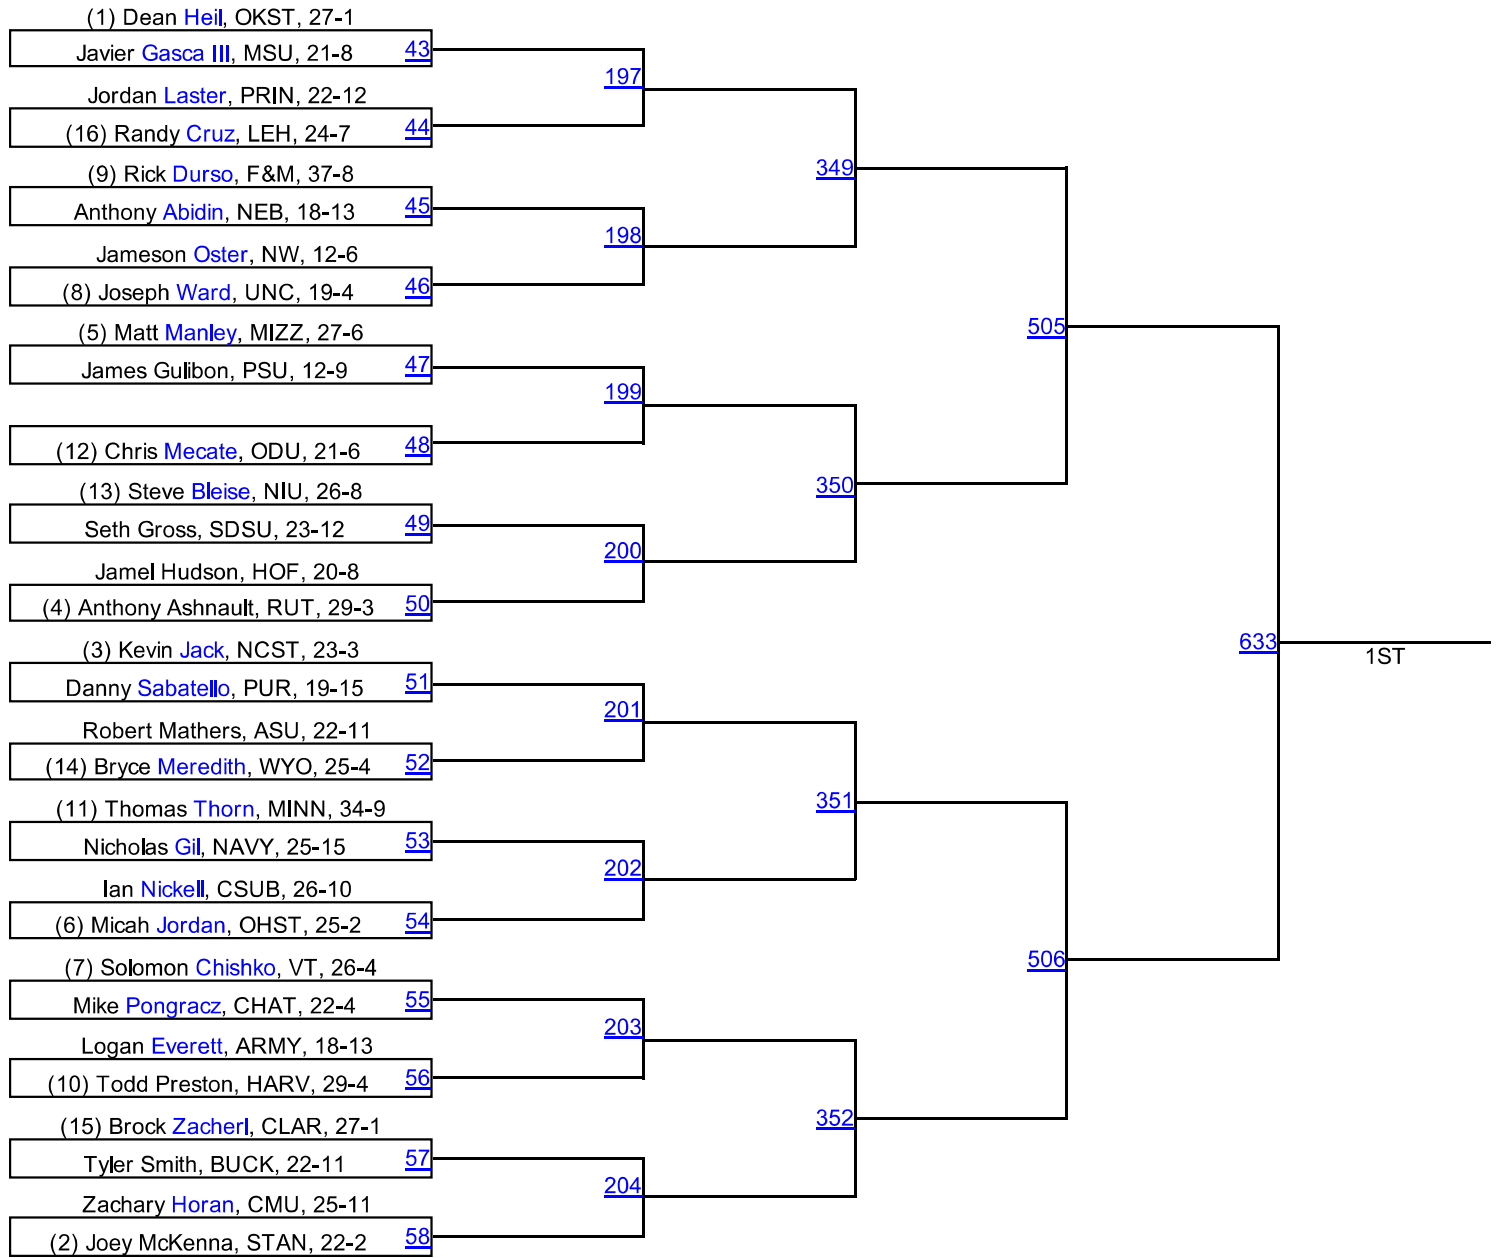 (1) Dean Heil, OKST, 27-1
Javier Gasca III, MSU, 21-8
43
197
Jordan Laster, PRIN, 22-12
(16) Randy Cruz, LEH, 24-7
44
349
(9) Rick Durso, F&M, 37-8
Anthony Abidin, NEB, 18-13
45
198
Jameson Oster, NW, 12-6
(8) Joseph Ward, UNC, 19-4
46
505
(5) Matt Manley, MIZZ, 27-6
James Gulibon, PSU, 12-9
47
199
(12) Chris Mecate, ODU, 21-6
48
350
(13) Steve Bleise, NIU, 26-8
Seth Gross, SDSU, 23-12
49
200
Jamel Hudson, HOF, 20-8
(4) Anthony Ashnault, RUT, 29-3
50
633
1ST
(3) Kevin Jack, NCST, 23-3
Danny Sabatello, PUR, 19-15
51
201
Robert Mathers, ASU, 22-11
(14) Bryce Meredith, WYO, 25-4
52
351
(11) Thomas Thorn, MINN, 34-9
Nicholas Gil, NAVY, 25-15
53
202
Ian Nickell, CSUB, 26-10
(6) Micah Jordan, OHST, 25-2
54
506
(7) Solomon Chishko, VT, 26-4
Mike Pongracz, CHAT, 22-4
55
203
Logan Everett, ARMY, 18-13
(10) Todd Preston, HARV, 29-4
56
352
(15) Brock Zacherl, CLAR, 27-1
Tyler Smith, BUCK, 22-11
57
204
Zachary Horan, CMU, 25-11
(2) Joey McKenna, STAN, 22-2
58